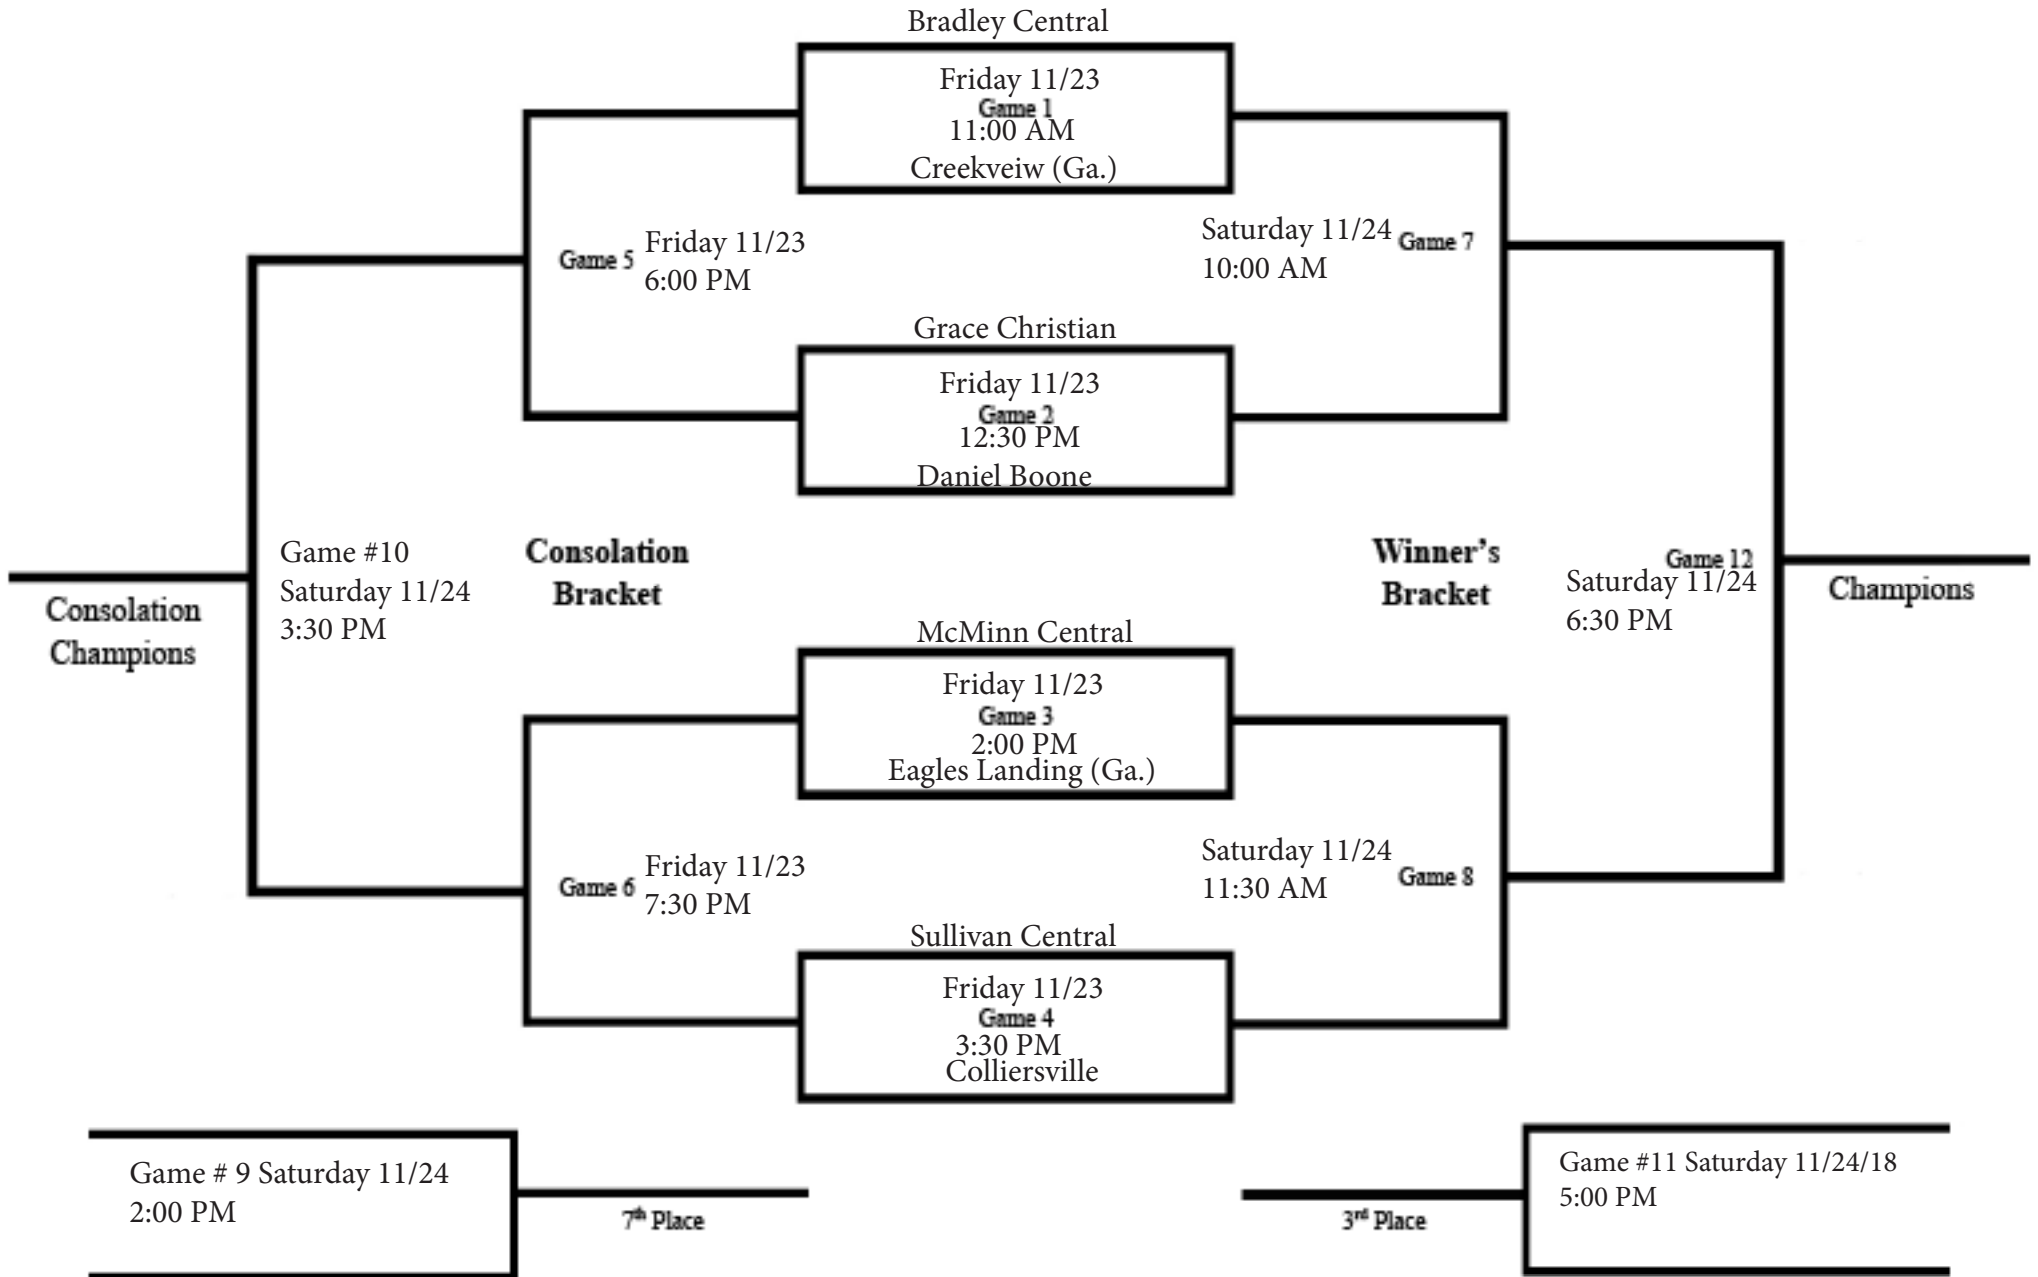 Bradley Central
Friday 11/23
Game 1
11:00 AM
Creekveiw (Ga.)
Game 5
Friday 11/23
6:00 PM
Saturday 11/24
10:00 AM
Game 7
Grace Christian
Friday 11/23
Game 2
12:30 PM
Daniel Boone
Consolation
Champions
Game #10
Saturday 11/24
3:30 PM
Consolation
Bracket
Winner's
Bracket
Game 12
Saturday 11/24
6:30 PM
Champions
McMinn Central
Friday 11/23
Game 3
2:00 PM
Eagles Landing (Ga.)
Game 6
Friday 11/23
7:30 PM
Saturday 11/24
11:30 AM
Game 8
Sullivan Central
Friday 11/23
Game 4
3:30 PM
Colliersville
Game # 9 Saturday 11/24
2:00 PM
7th Place
3rd Place
Game #11 Saturday 11/24/18
5:00 PM